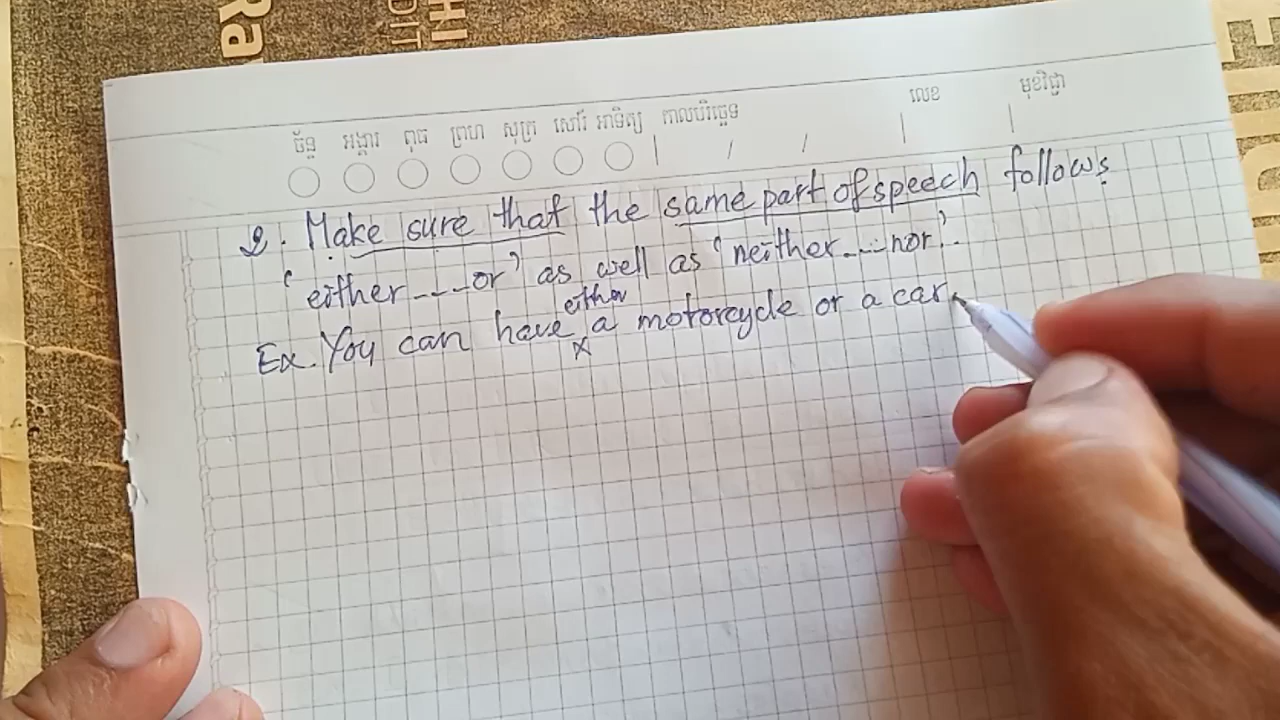 Ra
HI
DIT
ច័ន្ទ អង្គារ ពុធ ព្រហ សុក្រ សៅរ៍ អាទិត្យ កាលបរិច្ឆេទ / / លេខ មុខវិជ្ជា
2. Make sure that the same part of speech follows
'either ---- or' as well as 'neither ---- nor'.
either
Ex. You can have x a motorcycle or a car